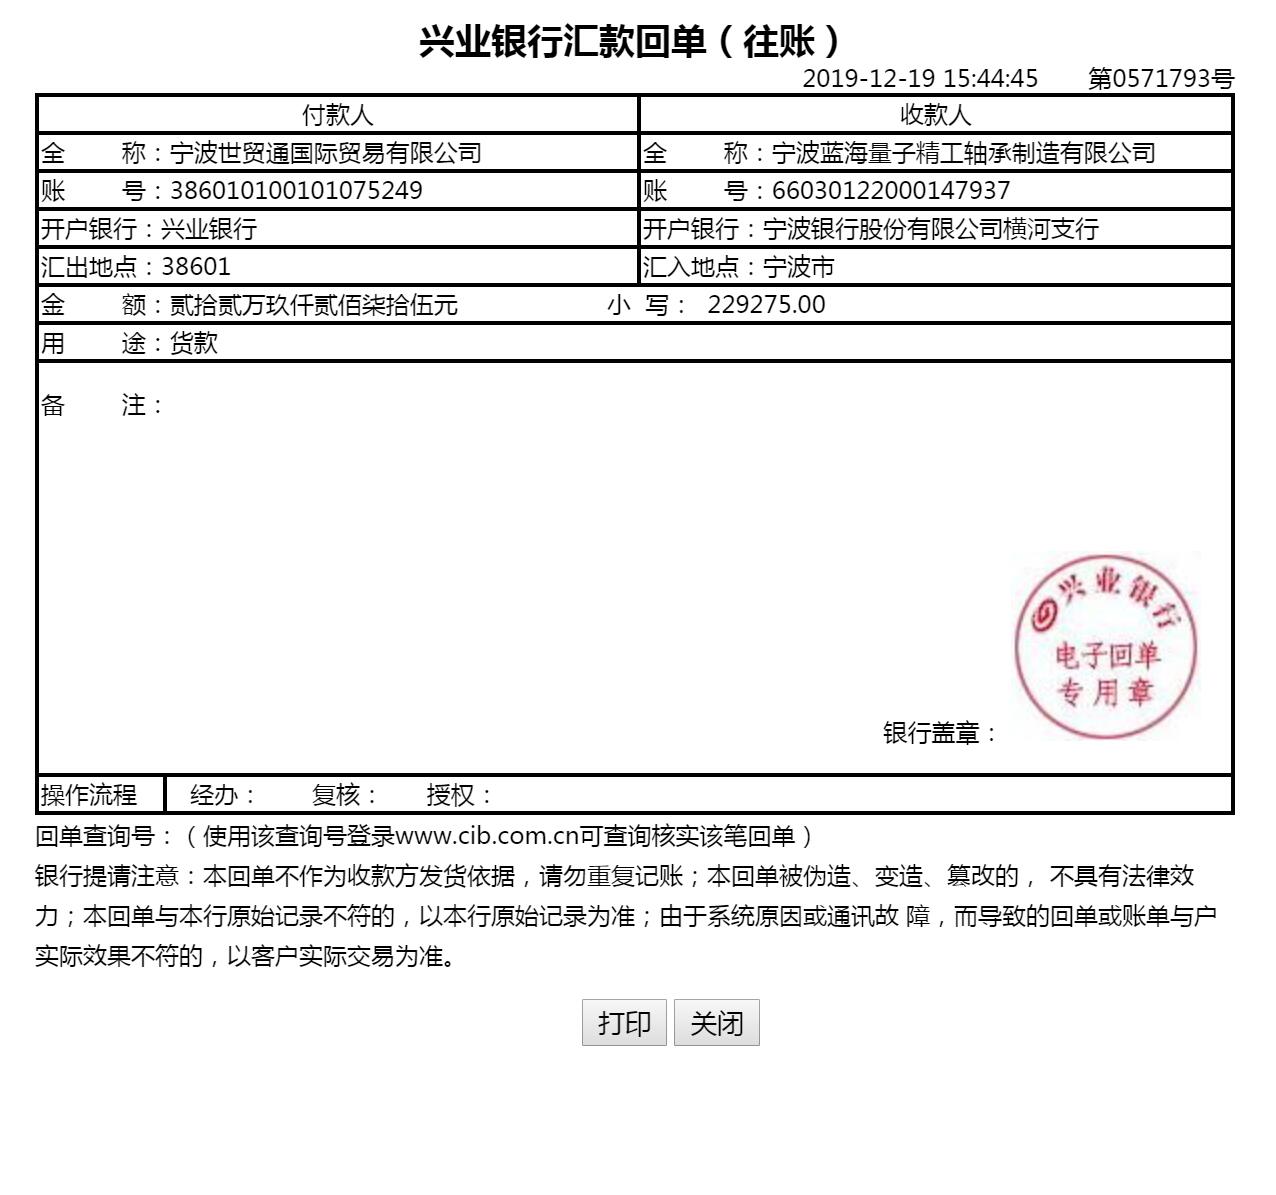 兴业银行汇款回单（往账）
2019-12-19 15:44:45 第0571793号
付款人 收款人
全 称：宁波世贸通国际贸易有限公司 全 称：宁波蓝海量子精工轴承制造有限公司
账 号：386010100101075249 账 号：66030122000147937
开户银行：兴业银行 开户银行：宁波银行股份有限公司横河支行
汇出地点：38601 汇入地点：宁波市
金 额：贰拾贰万玖仟贰佰柒拾伍元 小 写： 229275.00
用 途：货款
备 注：
兴业银行
电子回单
专用章
银行盖章：
操作流程 经办： 复核： 授权：
回单查询号：（使用该查询号登录www.cib.com.cn可查询核实该笔回单）
银行提请注意：本回单不作为收款方发货依据，请勿重复记账；本回单被伪造、变造、篡改的， 不具有法律效
力；本回单与本行原始记录不符的，以本行原始记录为准；由于系统原因或通讯故 障，而导致的回单或账单与户
实际效果不符的，以客户实际交易为准。
打印 关闭